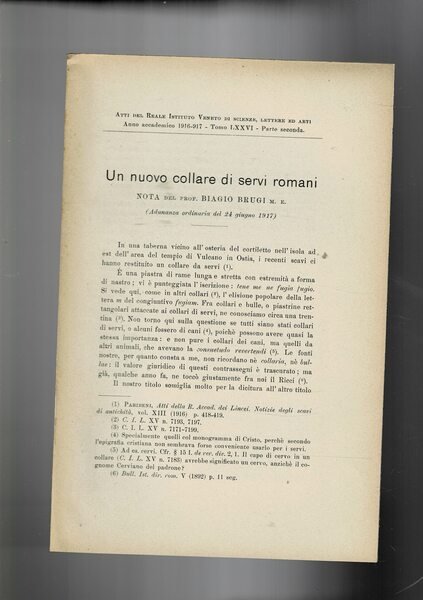 ATTI DEL REALE ISTITUTO VENETO DI SCIENZE, LETTERE ED ARTI
Anno accademico 1916-917 - Tomo LXXVI - Parte seconda.
Un nuovo collare di servi romani
NOTA DEL PROF. BIAGIO BRUGI M. E.
(Adunanza ordinaria del 24 giugno 1917)
In una taberna vicino all'osteria del cortiletto nell'isola ad
est dell'area del tempio di Vulcano in Ostia, i recenti scavi ci
hanno restituito un collare da servi (1).
È una piastra di rame lunga e stretta con estremità a forma
di nastro; vi è punteggiata l'iscrizione: tene me ne fugia fugio.
Si vede qui, come in altri collari (2), l'elisione popolare della let-
tera m del congiuntivo fugiam. Fra collari e bulle, o piastrine ret-
tangolari attaccate ai collari di servi, ne conosciamo circa una tren-
tina (3). Non torno qui sulla questione se tutti siano stati collari
di servi, o alcuni fossero di cani (4), poichè possono avere quasi la
stessa importanza: e non pure i collari dei cani, ma quelli da
altri animali, che avevano la consuetudo revertendi (5). Le fonti
nostre, per quanto consta a me, non ricordano nè collaria, nè bul-
lae: il valore giuridico di questi contrassegni è trascurato; ma
già, qualche anno fa, ne toccò giustamente fra noi il Ricci (6).
Il nostro titolo somiglia molto per la dicitura all'altro titolo
(1) PARIBENI, Atti della R. Accad. dei Lincei. Notizie degli scavi
di antichità, vol. XIII (1916) p. 418-419.
(2) C. I. L. XV n. 7193, 7197.
(3) C. I. L. XV n. 7171-7199.
(4) Specialmente quelli col monogramma di Cristo, perchè secondo
l'epigrafia cristiana non sembrava forse conveniente usarlo per i servi.
(5) Ad es. cervi. Cfr. § 15 I. de rer. div. 2, 1. Il capo di cervo in un
collare (C. I. L. XV n. 7183) avrebbe significato un cervo, anzichè il co-
gnome Cerviano del padrone?
(6) Bull. Ist. dir. rom. V (1892) p. 11 seg.